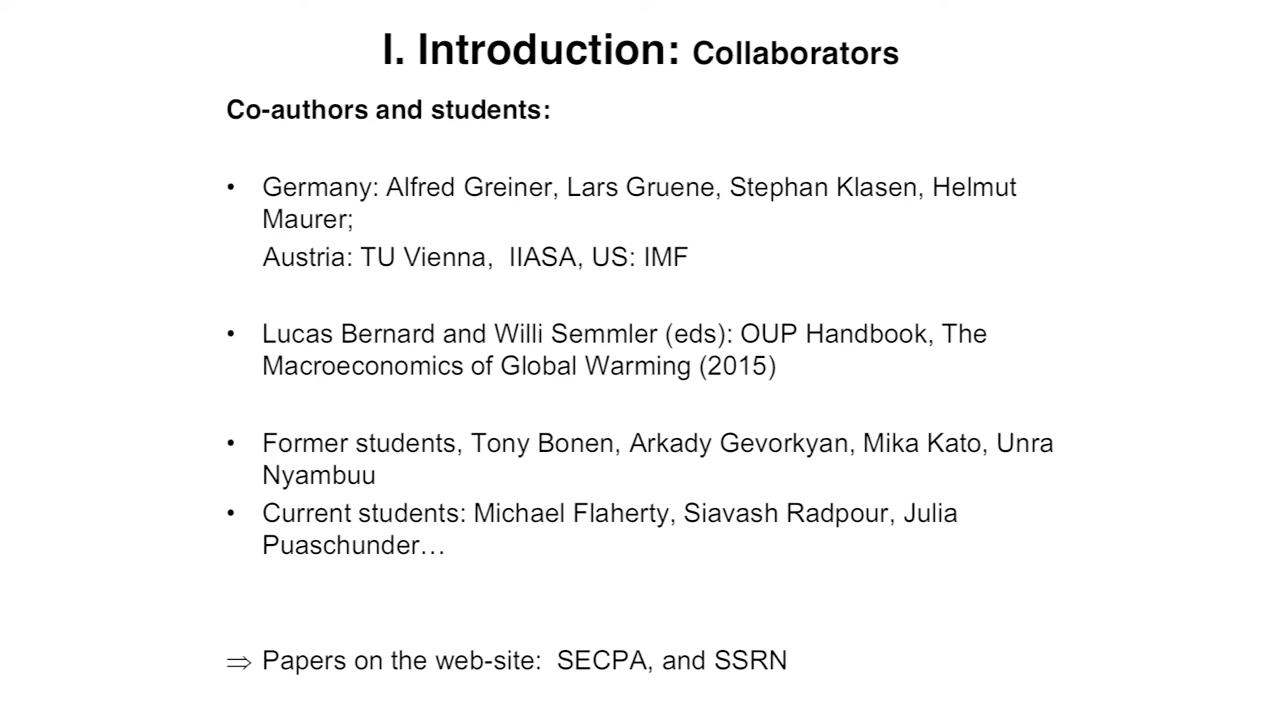 I. Introduction: Collaborators
Co-authors and students:
• Germany: Alfred Greiner, Lars Gruene, Stephan Klasen, Helmut
Maurer;
Austria: TU Vienna,  IIASA, US: IMF
• Lucas Bernard and Willi Semmler (eds): OUP Handbook, The
Macroeconomics of Global Warming (2015)
• Former students, Tony Bonen, Arkady Gevorkyan, Mika Kato, Unra
Nyambuu
• Current students: Michael Flaherty, Siavash Radpour, Julia
Puaschunder…
⇒ Papers on the web-site:  SECPA, and SSRN